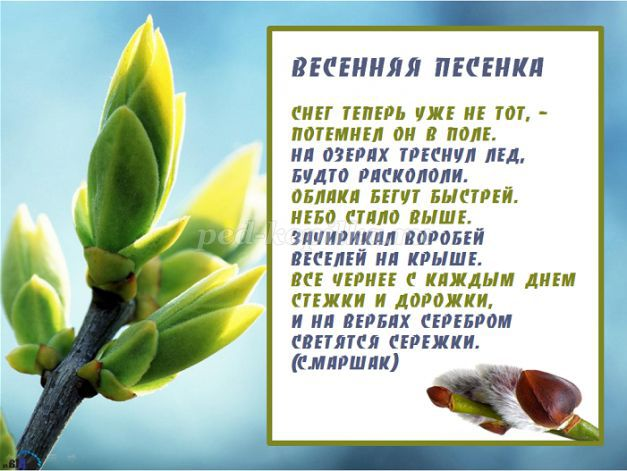 ВЕСЕННЯЯ ПЕСЕНКА
СНЕГ ТЕПЕРЬ УЖЕ НЕ ТОТ, -
ПОТЕМНЕЛ ОН В ПОЛЕ.
НА ОЗЕРАХ ТРЕСНУЛ ЛЕД,
БУДТО РАСКОЛОЛИ.
ОБЛАКА БЕГУТ БЫСТРЕЙ.
НЕБО СТАЛО ВЫШЕ.
ЗАЧИРИКАЛ ВОРОБЕЙ
ВЕСЕЛЕЙ НА КРЫШЕ.
ВСЕ ЧЕРНЕЕ С КАЖДЫМ ДНЕМ
СТЕЖКИ И ДОРОЖКИ,
И НА ВЕРБАХ СЕРЕБРОМ
СВЕТЯТСЯ СЕРЕЖКИ.
(С.МАРШАК)